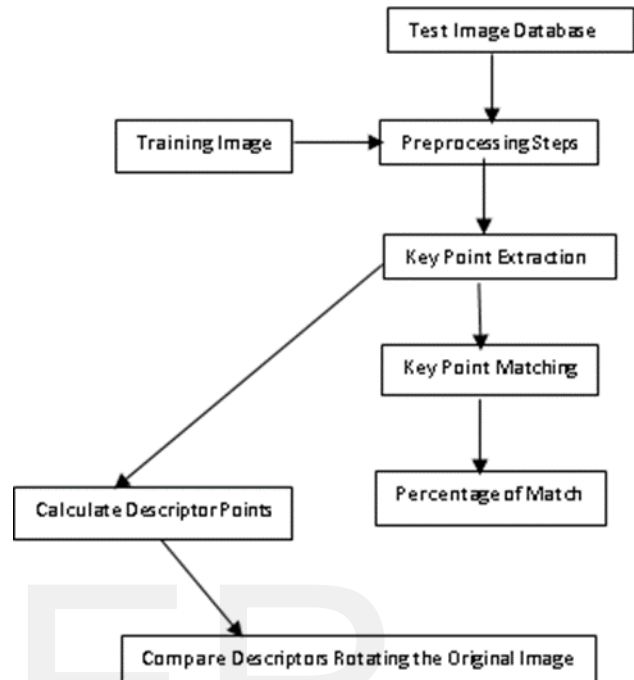 Test Image Database
Training Image
Preprocessing Steps
Key Point Extraction
Key Point Matching
Percentage of Match
Calculate Descriptor Points
Compare Descriptors Rotating the Original Image